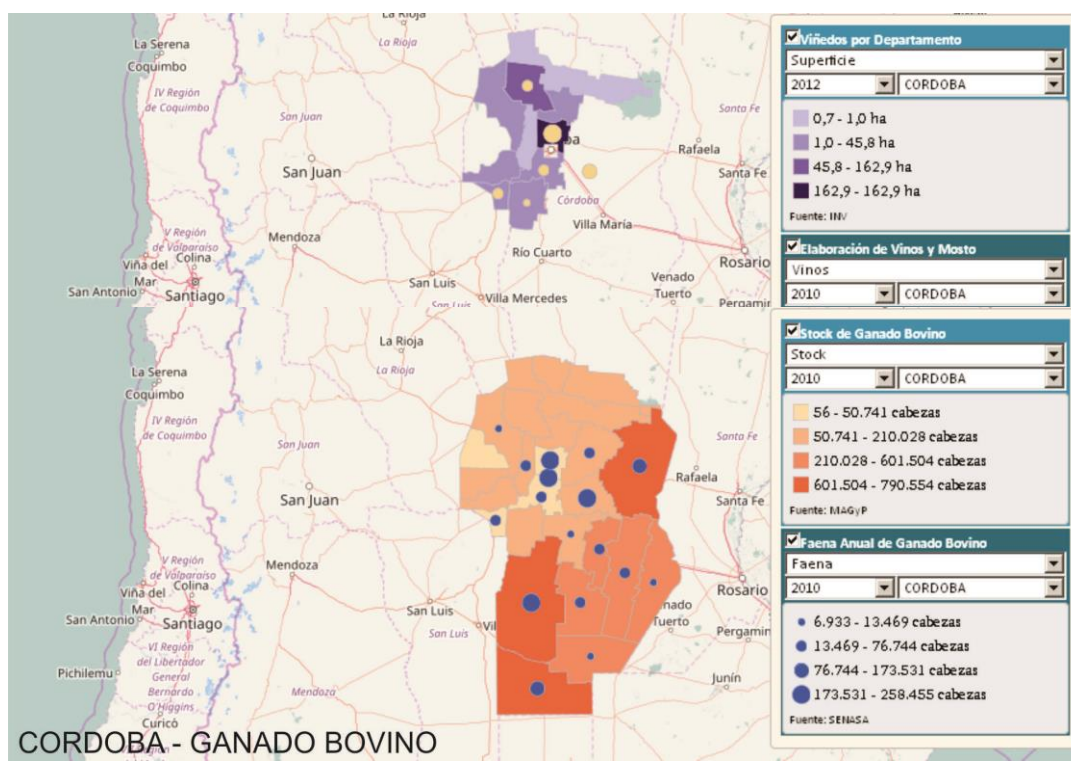 La Rioja
La Rioja
La Serena
Coquimbo
IV Región
de Coquimbo
San Juan
San Juan
Santa Fe
Rafaela
Santa Fe
Córdoba
Villa María
V Región
de Valparaíso
Colina
Viña del
Mar
San Antonio
Santiago
Mendoza
Río Cuarto
San Luis
Villa Mercedes
San Luis
Venado
Tuerto
Rosario
Pergamin
Viñedos por Departamento
Superficie
2012 CORDOBA
0,7 - 1,0 ha
1,0 - 45,8 ha
45,8 - 162,9 ha
162,9 - 162,9 ha
Fuente: INV
Elaboración de Vinos y Mosto
Vinos
2010 CORDOBA
La Rioja
La Rioja
La Serena
Coquimbo
IV Región
de Coquimbo
San Juan
San Juan
Santa Fe
Rafaela
Santa Fe
V Región
de Valparaíso
Viña del
Colina
Mar
San Antonio
Santiago
Mendoza
San Luis
San Luis
Vil
nado
Tuerto
Rosario
Pergamin
VI Región
del Libertador
General
Bernardo
O'Higgins
Pichilemu
Curicó
Mendoza
Junín
Stock de Ganado Bovino
Stock
2010 CORDOBA
56 - 50.741 cabezas
50.741 - 210.028 cabezas
210.028 - 601.504 cabezas
601.504 - 790.554 cabezas
Fuente: MAGyP
Faena Anual de Ganado Bovino
Faena
2010 CORDOBA
6.933 - 13.469 cabezas
13.469 - 76.744 cabezas
76.744 - 173.531 cabezas
173.531 - 258.455 cabezas
Fuente: SENASA
CORDOBA - GANADO BOVINO